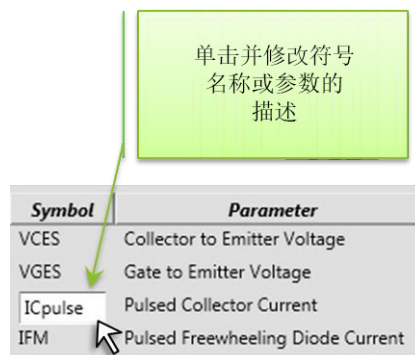 单击并修改符号
名称或参数的
描述
Symbol Parameter
VCES Collector to Emitter Voltage
VGES Gate to Emitter Voltage
ICpulse Pulsed Collector Current
IFM Pulsed Freewheeling Diode Current